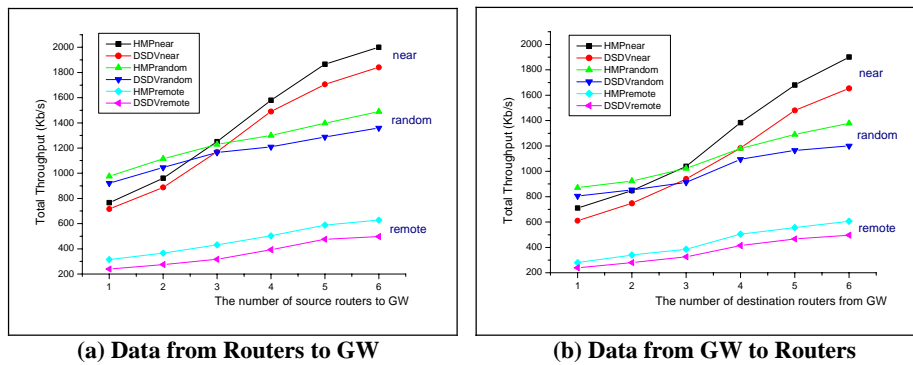 HMPnear
DSDVnear
HMPrandom
DSDVrandom
HMPremote
DSDVremote
near
random
remote
Total Throughput (Kb/s)
2000
1800
1600
1400
1200
1000
800
600
400
200
1 2 3 4 5 6
The number of source routers to GW
(a) Data from Routers to GW
HMPnear
DSDVnear
HMPrandom
DSDVrandom
HMPremote
DSDVremote
near
random
remote
Total Throughput (Kb/s)
2000
1800
1600
1400
1200
1000
800
600
400
200
1 2 3 4 5 6
The number of destination routers from GW
(b) Data from GW to Routers